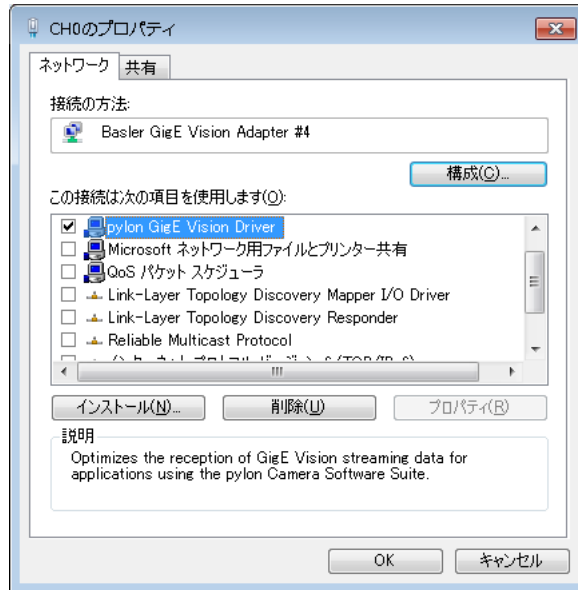 CH0のプロパティ
ネットワーク 共有
接続の方法:
Basler GigE Vision Adapter #4
構成(C)...
この接続は次の項目を使用します(O):
pylon GigE Vision Driver
Microsoft ネットワーク用ファイルとプリンター共有
QoS パケット スケジューラ
Link-Layer Topology Discovery Mapper I/O Driver
Link-Layer Topology Discovery Responder
Reliable Multicast Protocol
インストール(N)... 削除(U) プロパティ(R)
説明
Optimizes the reception of GigE Vision streaming data for
applications using the pylon Camera Software Suite.
OK キャンセル